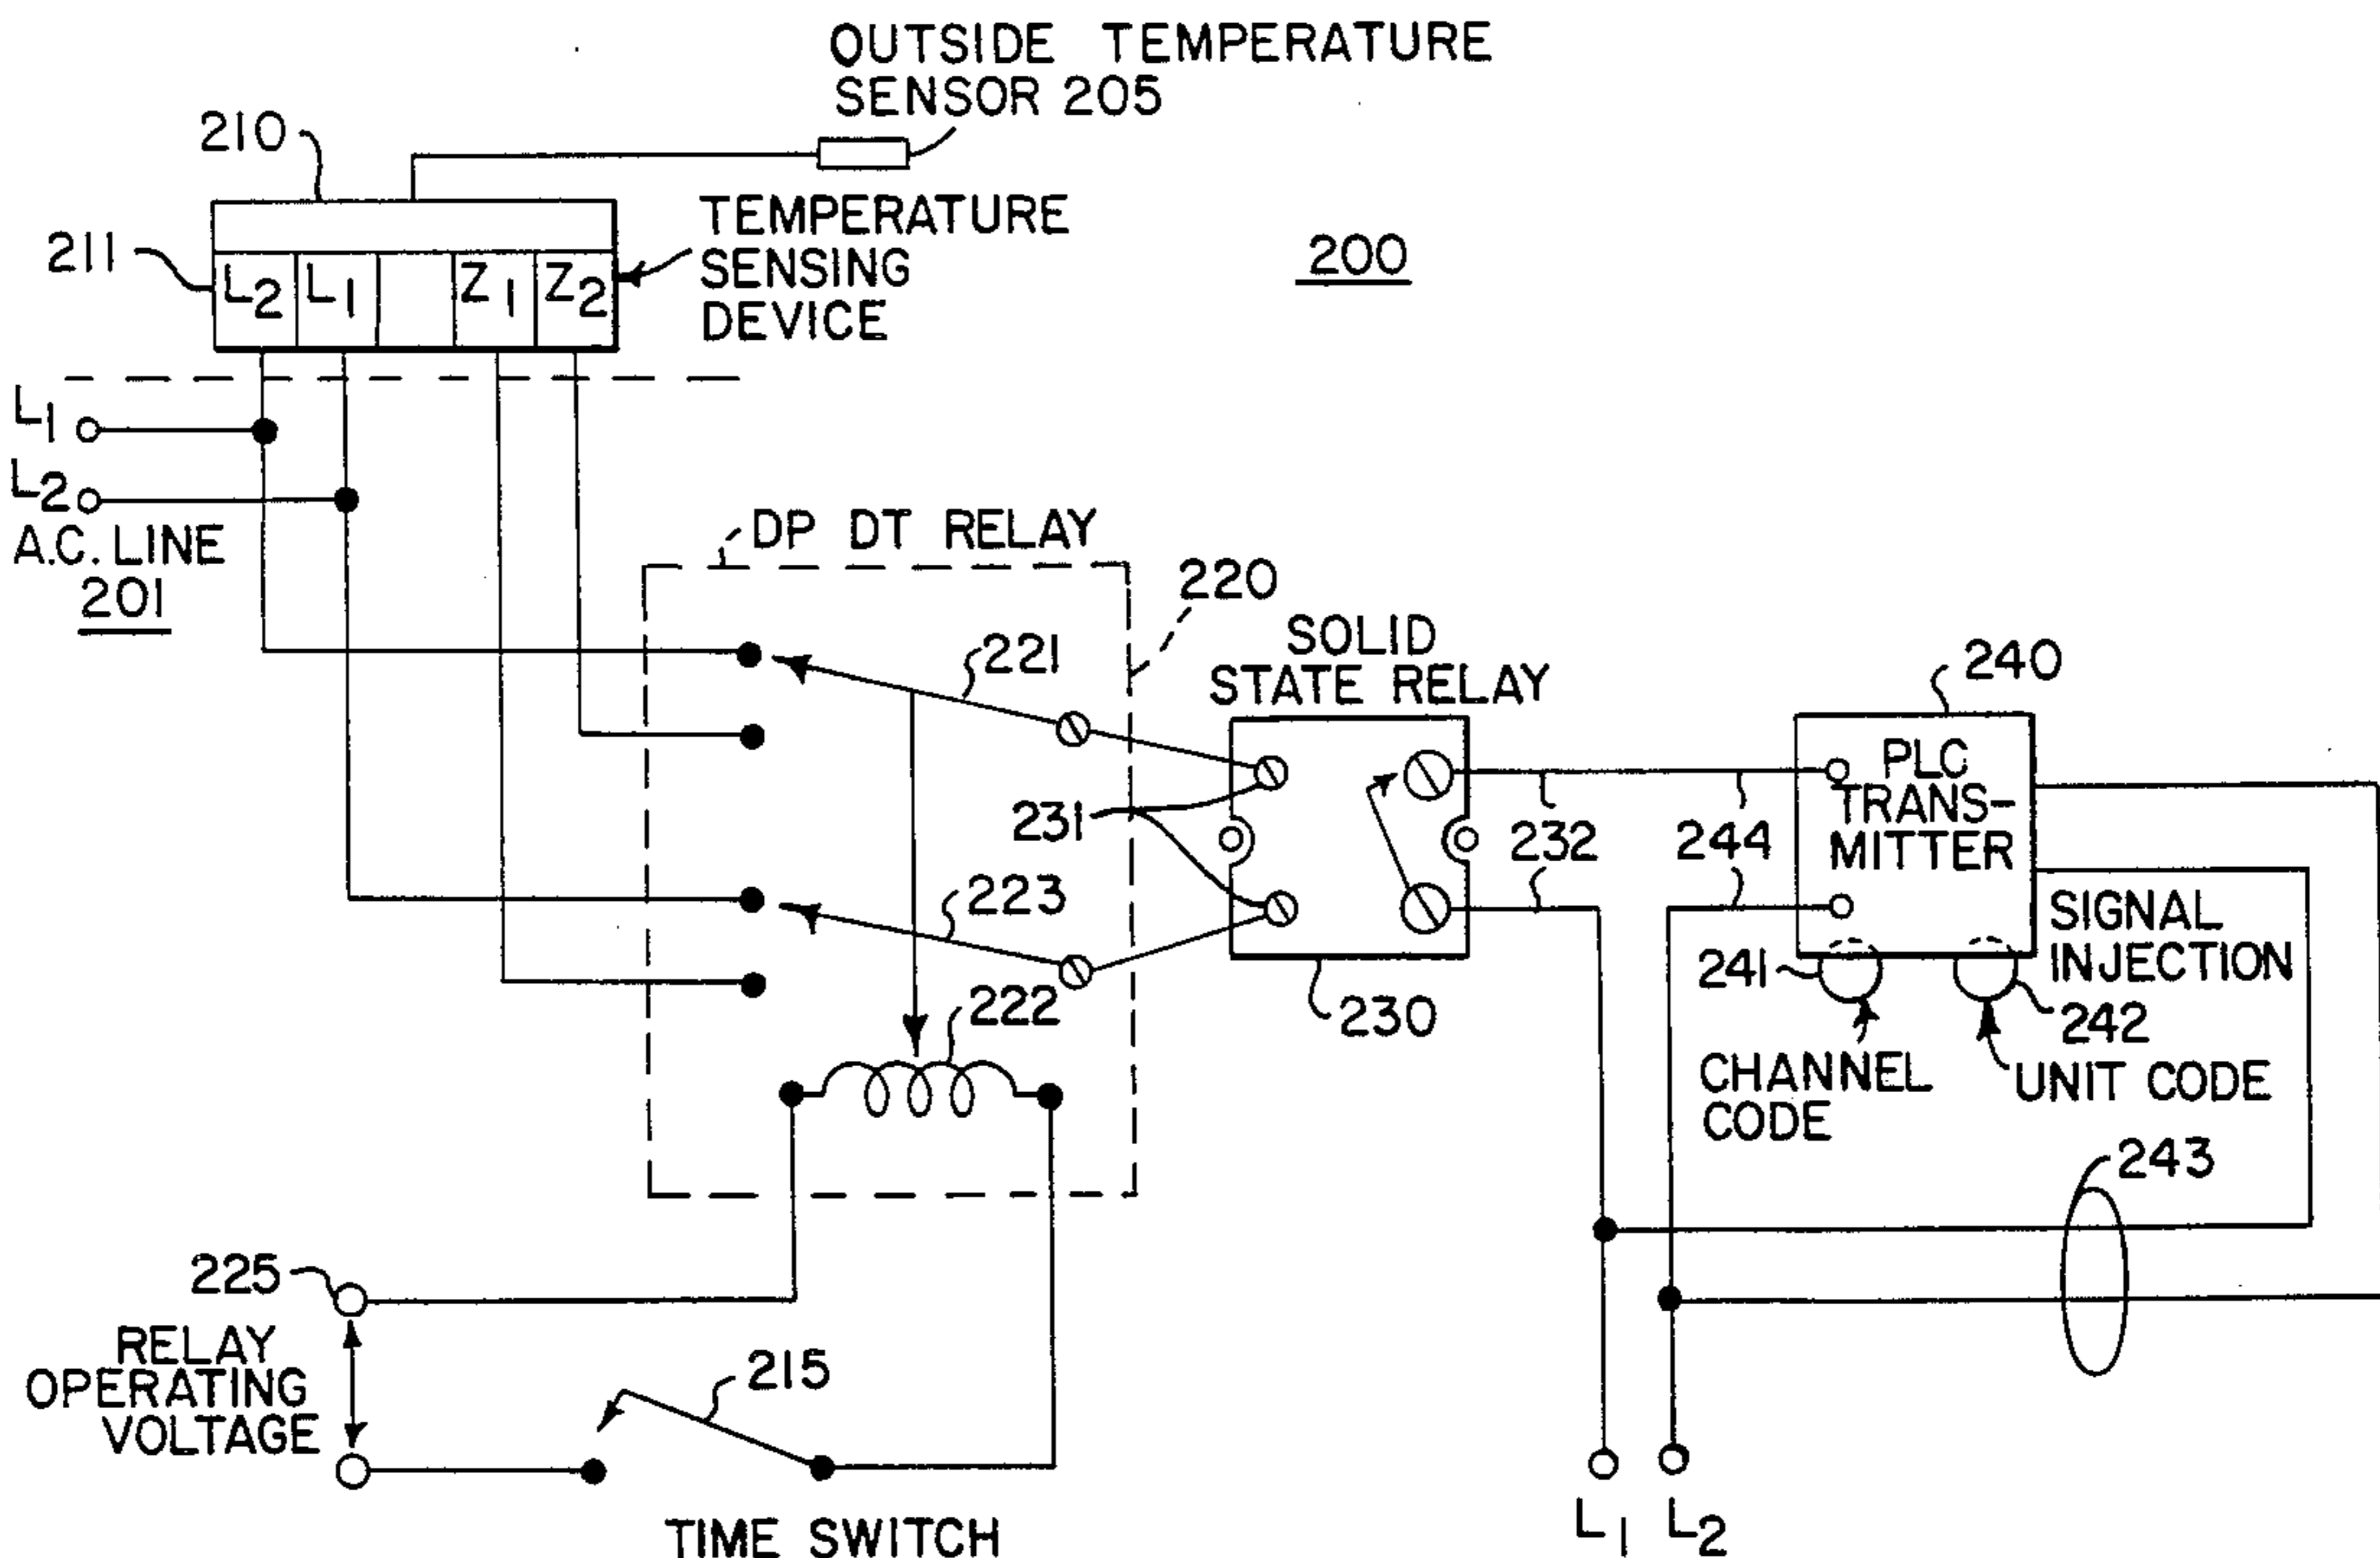 OUTSIDE TEMPERATURE
SENSOR 205
210
211
TEMPERATURE
SENSING
DEVICE
L2 L1 Z1 Z2
200
L1
L2
A.C. LINE
201
DP DT RELAY
220
221
SOLID
STATE RELAY
240
PLC
TRANS-
MITTER
231
232
244
223
SIGNAL
INJECTION
241
242
222
230
CHANNEL
CODE
UNIT CODE
243
225
RELAY
OPERATING
VOLTAGE
215
TIME SWITCH
L1 L2